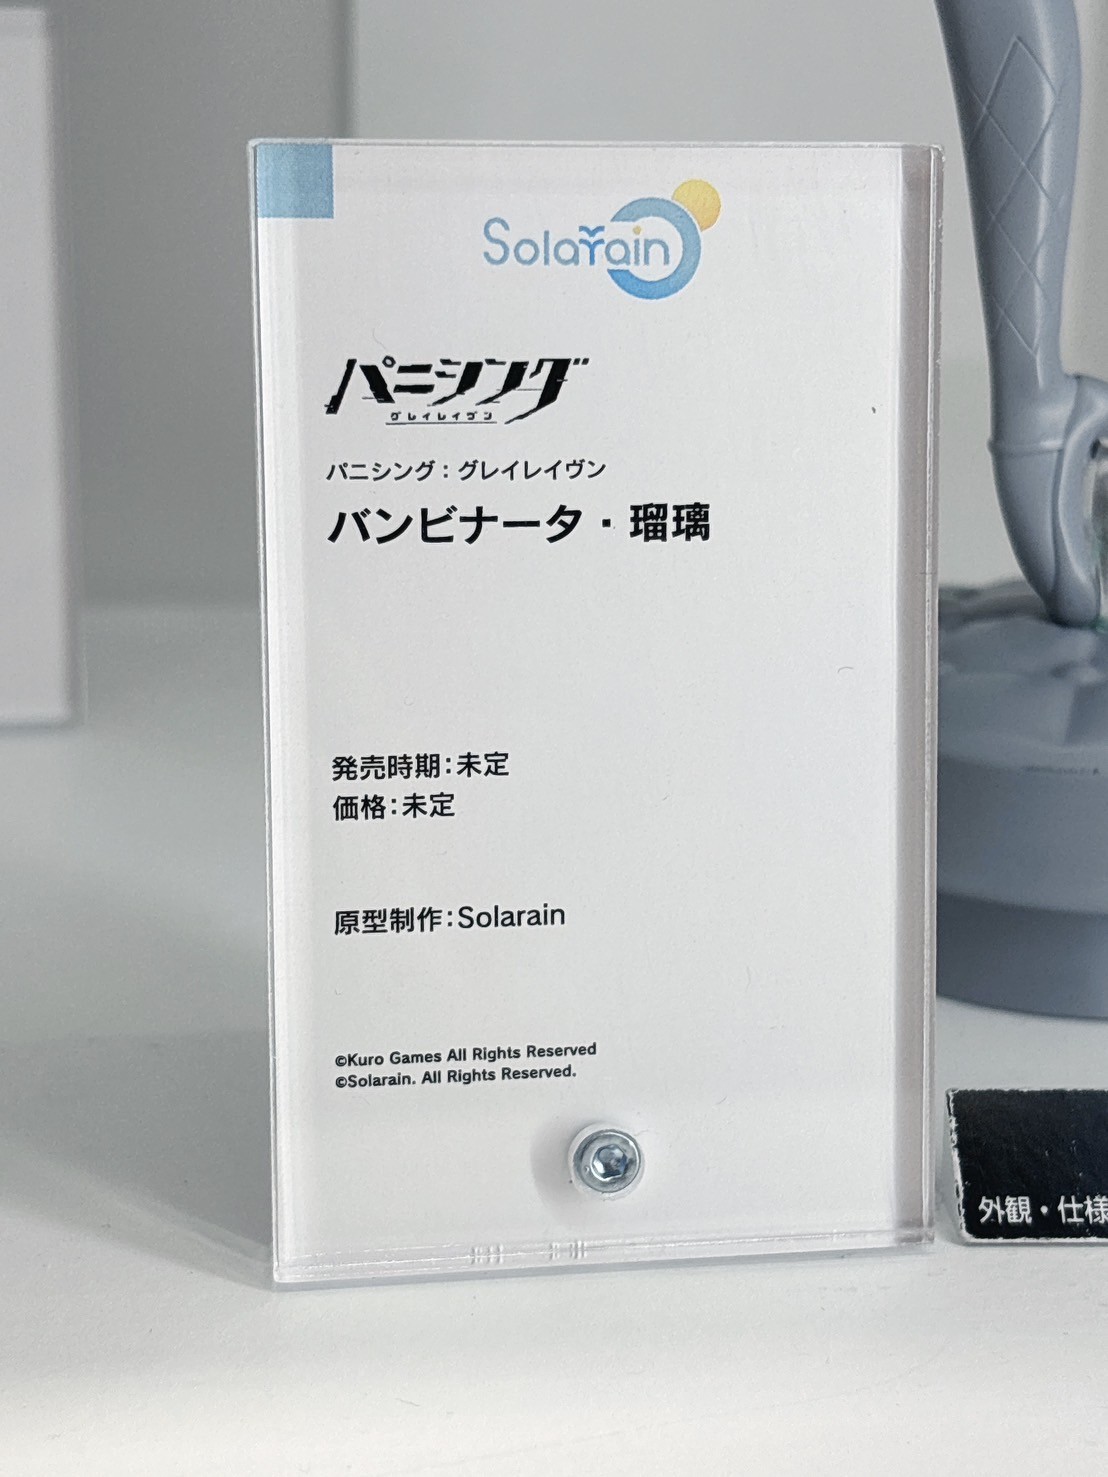 Solarain
パニシング
グレイレイヴン
パニシング：グレイレイヴン
バンビナータ・瑠璃
発売時期：未定
価格：未定
原型制作：Solarain
©Kuro Games All Rights Reserved
©Solarain. All Rights Reserved.
外観・仕様